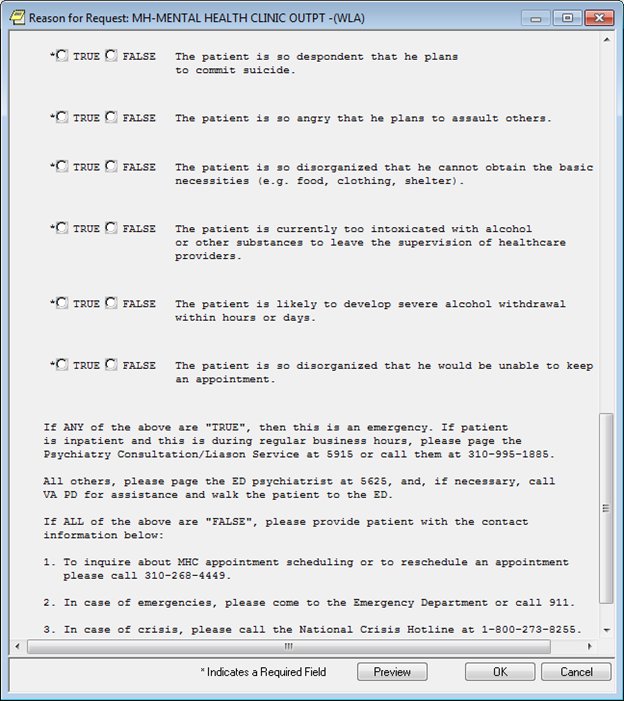 Reason for Request: MH-MENTAL HEALTH CLINIC OUTPT -(WLA)
* TRUE FALSE The patient is so despondent that he plans
to commit suicide.
* TRUE FALSE The patient is so angry that he plans to assault others.
* TRUE FALSE The patient is so disorganized that he cannot obtain the basic
necessities (e.g. food, clothing, shelter).
* TRUE FALSE The patient is currently too intoxicated with alcohol
or other substances to leave the supervision of healthcare
providers.
* TRUE FALSE The patient is likely to develop severe alcohol withdrawal
within hours or days.
* TRUE FALSE The patient is so disorganized that he would be unable to keep
an appointment.
If ANY of the above are "TRUE", then this is an emergency. If patient
is inpatient and this is during regular business hours, please page the
Psychiatry Consultation/Liason Service at 5915 or call them at 310-995-1885.
All others, please page the ED psychiatrist at 5625, and, if necessary, call
VA PD for assistance and walk the patient to the ED.
If ALL of the above are "FALSE", please provide patient with the contact
information below:
1. To inquire about MHC appointment scheduling or to reschedule an appointment
please call 310-268-4449.
2. In case of emergencies, please come to the Emergency Department or call 911.
3. In case of crisis, please call the National Crisis Hotline at 1-800-273-8255.
* Indicates a Required Field Preview OK Cancel